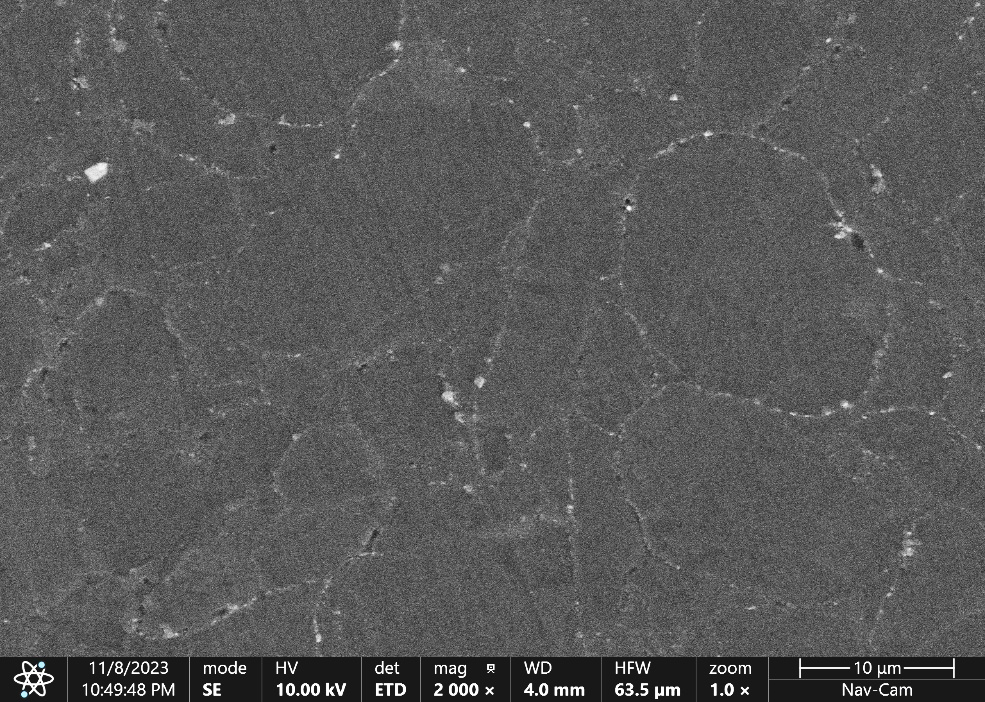 11/8/2023
10:49:48 PM
mode
SE
HV
10.00 kV
det
ETD
mag
2 000 ×
WD
4.0 mm
HFW
63.5 µm
zoom
1.0 ×
10 µm
Nav-Cam